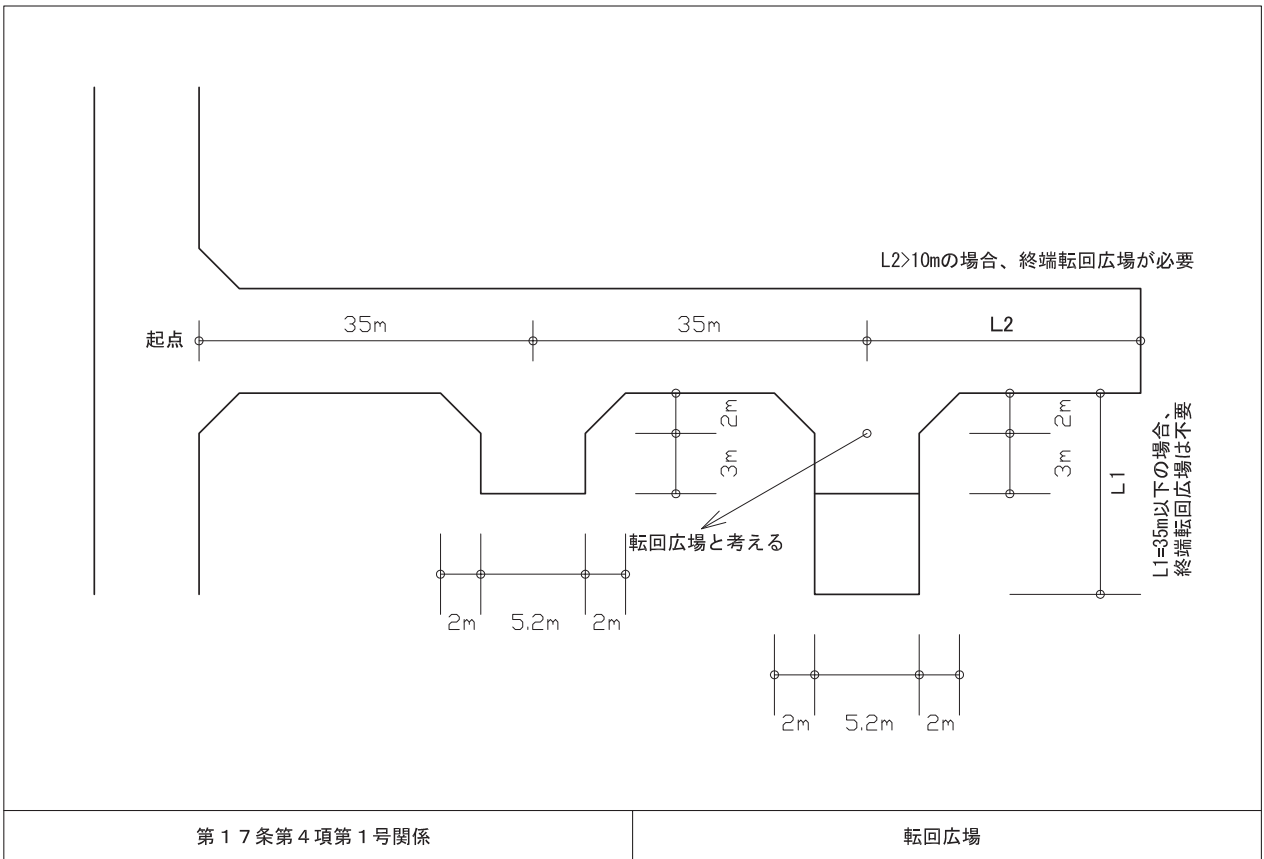 L2>10mの場合、終端転回広場が必要
35m
35m
L2
起点
2m
3m
2m
3m
L1
L1=35m以下の場合、
終端転回広場は不要
転回広場と考える
2m
5.2m
2m
2m
5.2m
2m
第１７条第４項第１号関係
転回広場